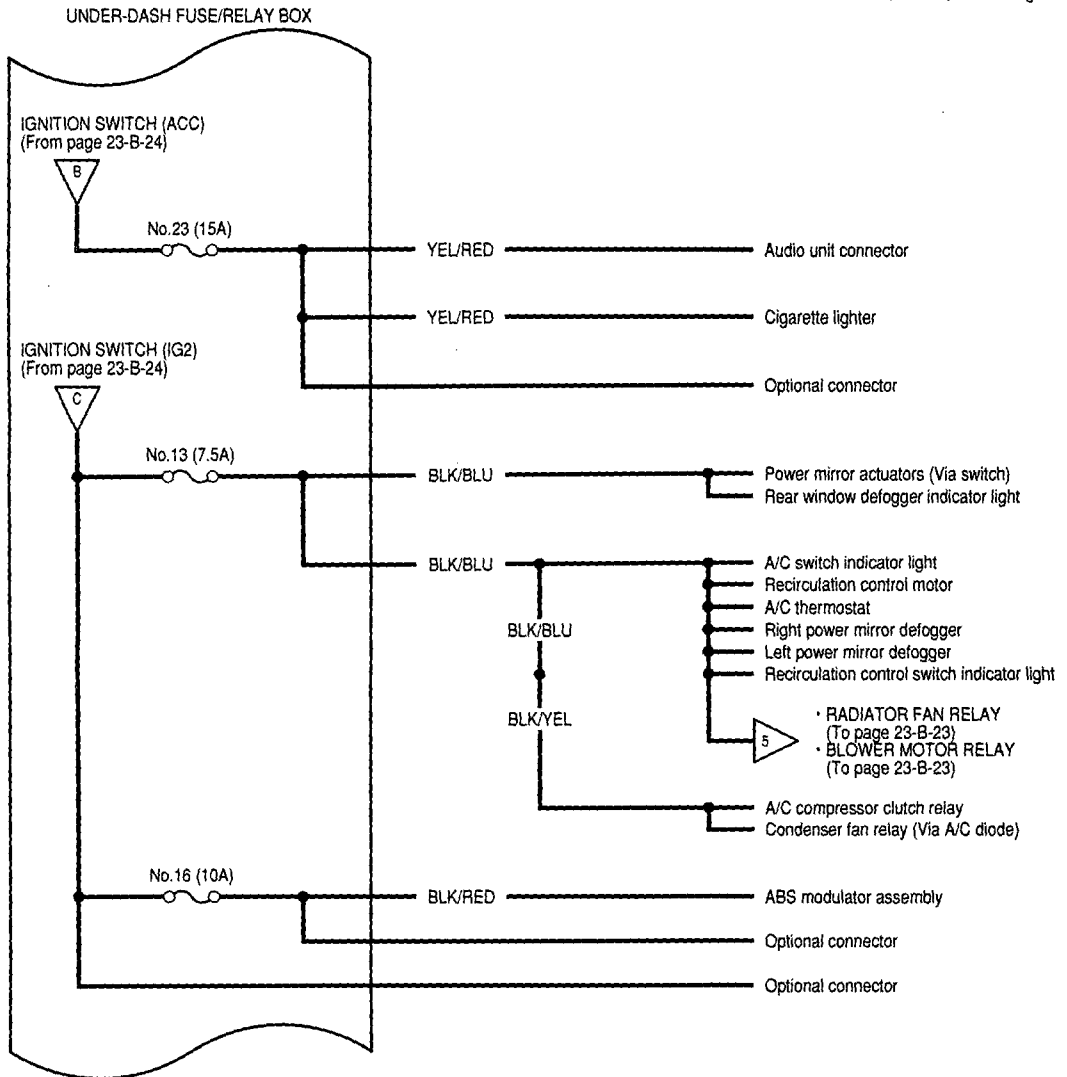 UNDER-DASH FUSE/RELAY BOX
IGNITION SWITCH (ACC)
(From page 23-B-24)
B
No.23 (15A)
YEL/RED
Audio unit connector
YEL/RED
Cigarette lighter
IGNITION SWITCH (IG2)
(From page 23-B-24)
Optional connector
C
No.13 (7.5A)
BLK/BLU
Power mirror actuators (Via switch)
Rear window defogger indicator light
BLK/BLU
A/C switch indicator light
Recirculation control motor
A/C thermostat
BLK/BLU
Right power mirror defogger
Left power mirror defogger
Recirculation control switch indicator light
BLK/YEL
5
· RADIATOR FAN RELAY
(To page 23-B-23)
· BLOWER MOTOR RELAY
(To page 23-B-23)
A/C compressor clutch relay
Condenser fan relay (Via A/C diode)
No.16 (10A)
BLK/RED
ABS modulator assembly
Optional connector
Optional connector